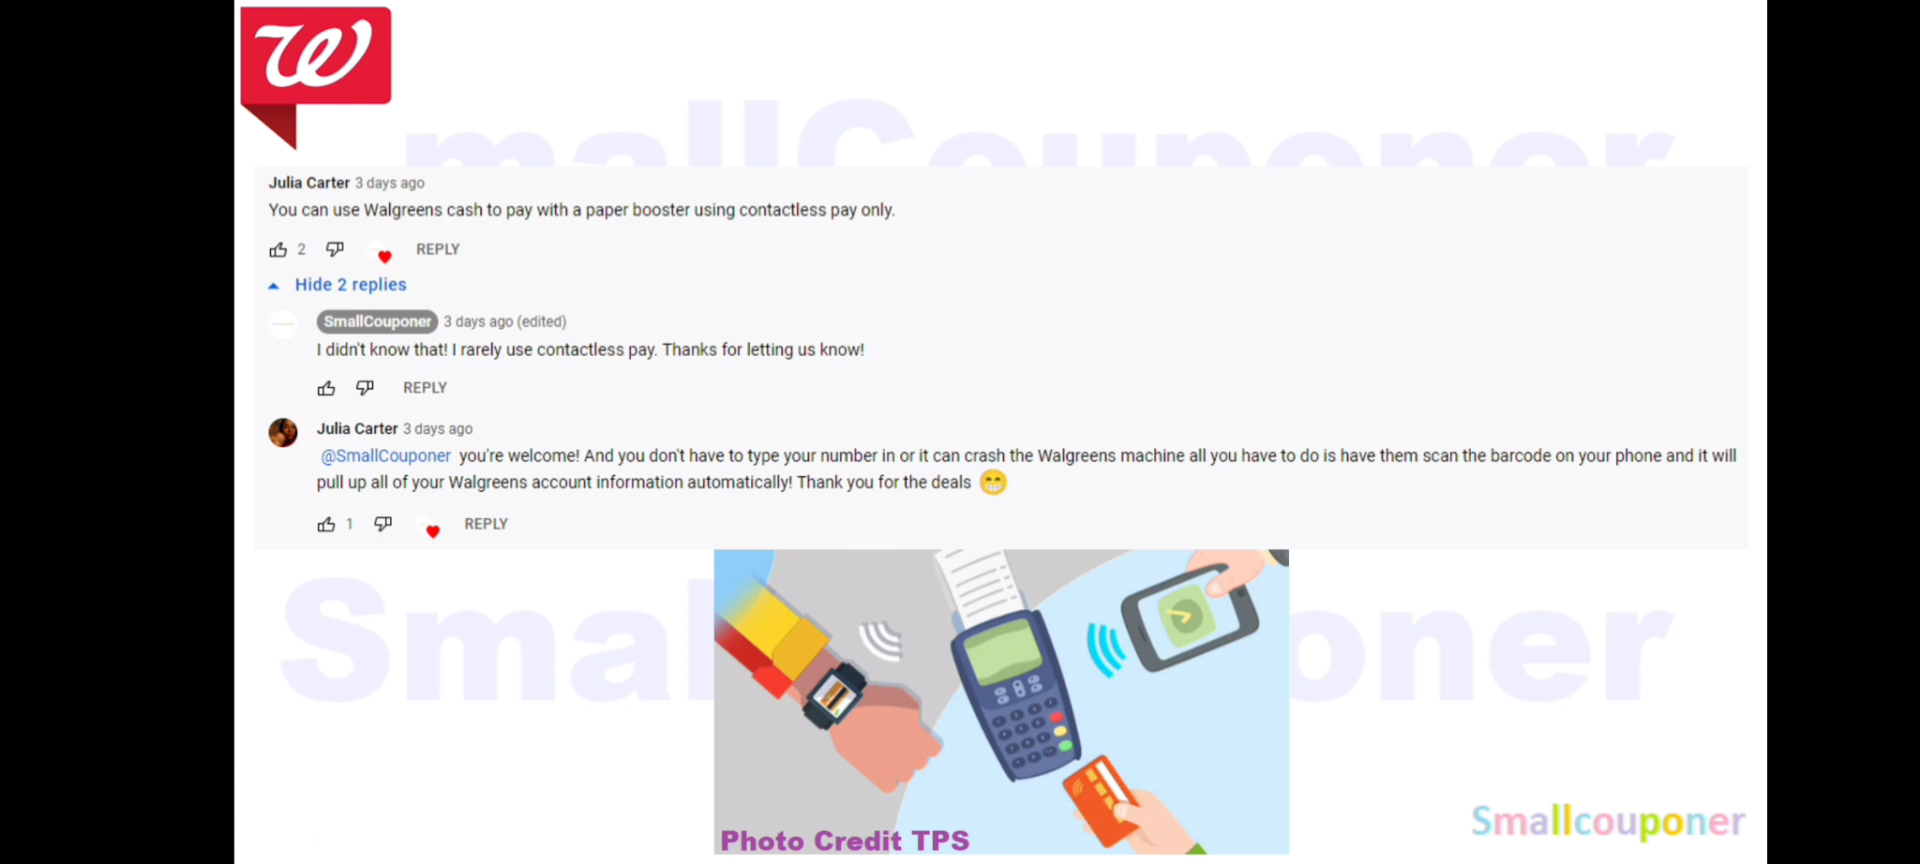 W
mallCouponer
Julia Carter 3 days ago
You can use Walgreens cash to pay with a paper booster using contactless pay only.
2 REPLY
Hide 2 replies
SmallCouponer 3 days ago (edited)
I didn't know that! I rarely use contactless pay. Thanks for letting us know!
REPLY
Julia Carter 3 days ago
@SmallCouponer you're welcome! And you don't have to type your number in or it can crash the Walgreens machine all you have to do is have them scan the barcode on your phone and it will
pull up all of your Walgreens account information automatically! Thank you for the deals 😁
1 REPLY
Smal oner
Photo Credit TPS
Smallcouponer